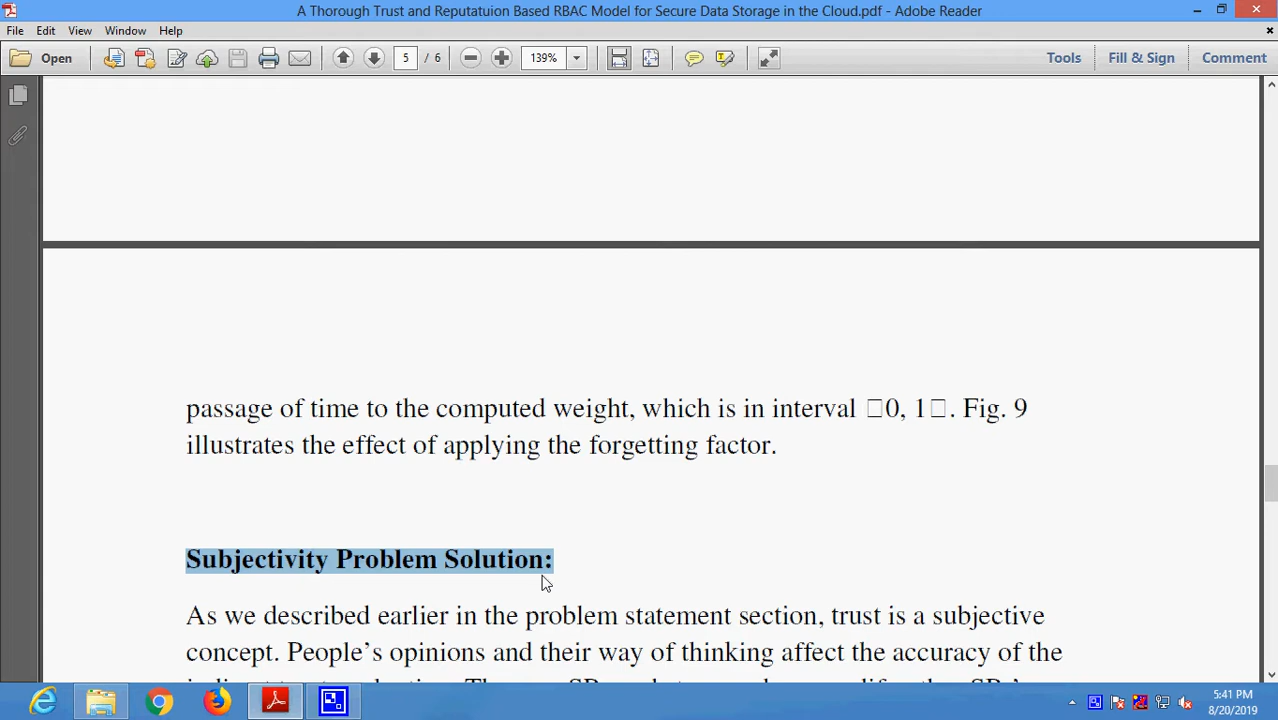 A Thorough Trust and Reputatuion Based RBAC Model for Secure Data Storage in the Cloud.pdf - Adobe Reader
File Edit View Window Help
Open 5 / 6 139% Tools Fill & Sign Comment
passage of time to the computed weight, which is in interval □0, 1□. Fig. 9
illustrates the effect of applying the forgetting factor.
Subjectivity Problem Solution:
As we described earlier in the problem statement section, trust is a subjective
concept. People’s opinions and their way of thinking affect the accuracy of the
5:41 PM
8/20/2019